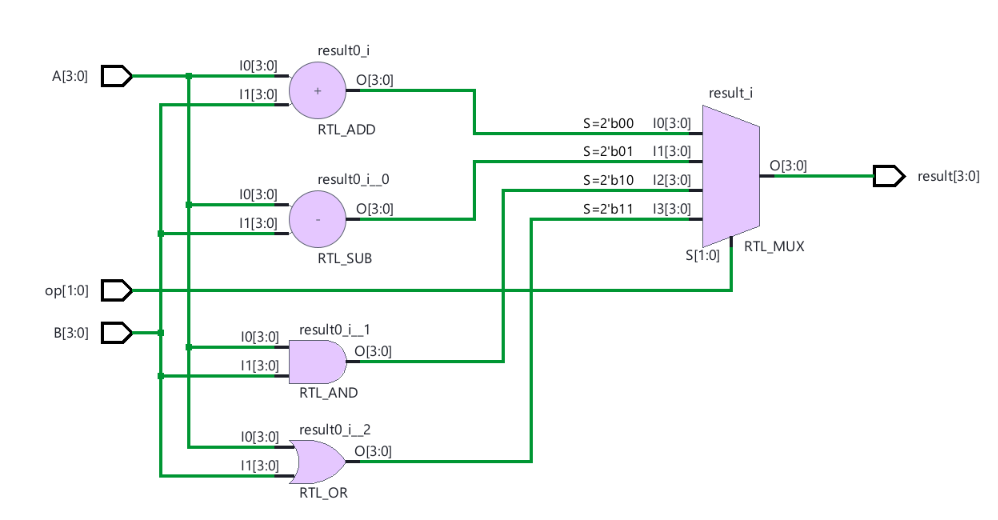 result0_i
A[3:0]
I0[3:0]
O[3:0]
+
I1[3:0]
RTL_ADD
result0_i__0
I0[3:0]
O[3:0]
-
I1[3:0]
RTL_SUB
result_i
S=2'b00 I0[3:0]
S=2'b01 I1[3:0]
O[3:0]
result[3:0]
S=2'b10 I2[3:0]
S=2'b11 I3[3:0]
RTL_MUX
S[1:0]
op[1:0]
B[3:0]
result0_i__1
I0[3:0]
O[3:0]
I1[3:0]
RTL_AND
result0_i__2
I0[3:0]
O[3:0]
I1[3:0]
RTL_OR